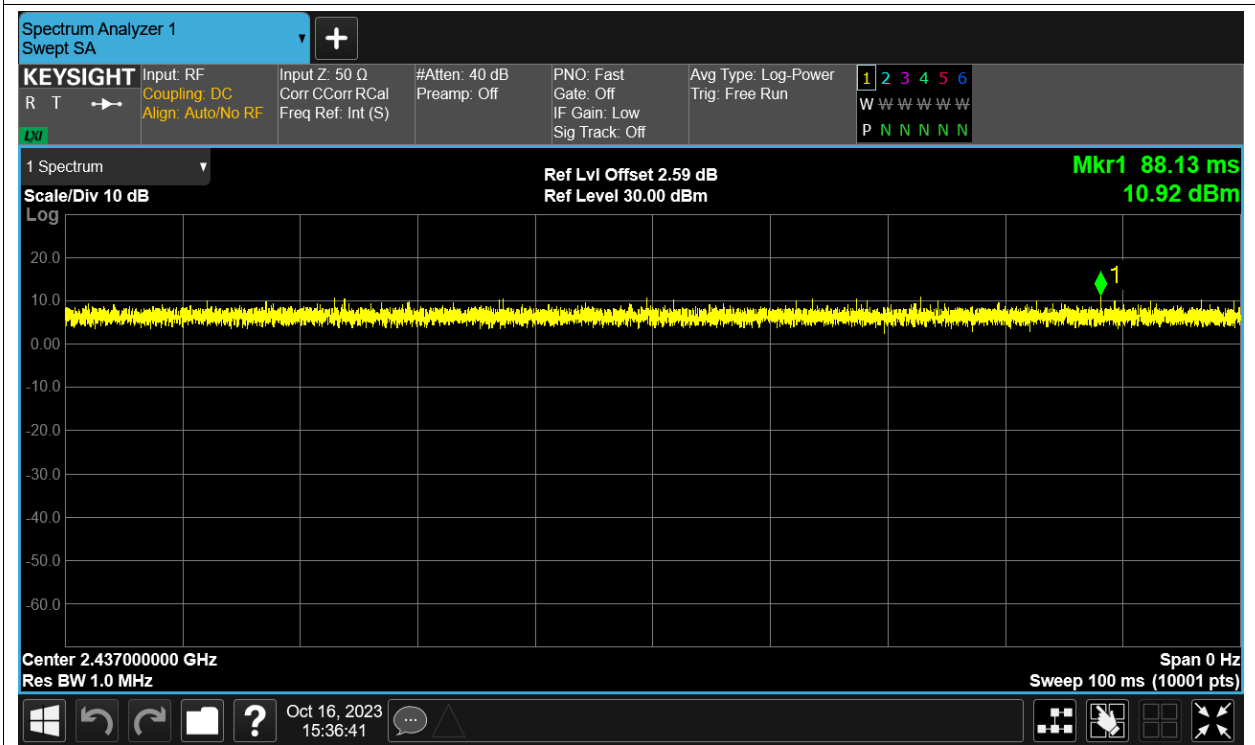 Spectrum Analyzer 1
Swept SA
KEYSIGHT
R T
LXI
Input: RF
Coupling: DC
Align: Auto/No RF
Input Z: 50 Ω
Corr CCorr RCal
Freq Ref: Int (S)
#Atten: 40 dB
Preamp: Off
PNO: Fast
Gate: Off
IF Gain: Low
Sig Track: Off
Avg Type: Log-Power
Trig: Free Run
1 2 3 4 5 6
W W W W W W
P N N N N N
1 Spectrum
Scale/Div 10 dB
Log
Ref Lvl Offset 2.59 dB
Ref Level 30.00 dBm
Mkr1 88.13 ms
10.92 dBm
1
20.0
10.0
0.00
-10.0
-20.0
-30.0
-40.0
-50.0
-60.0
Center 2.437000000 GHz
Res BW 1.0 MHz
Span 0 Hz
Sweep 100 ms (10001 pts)
?
Oct 16, 2023
15:36:41